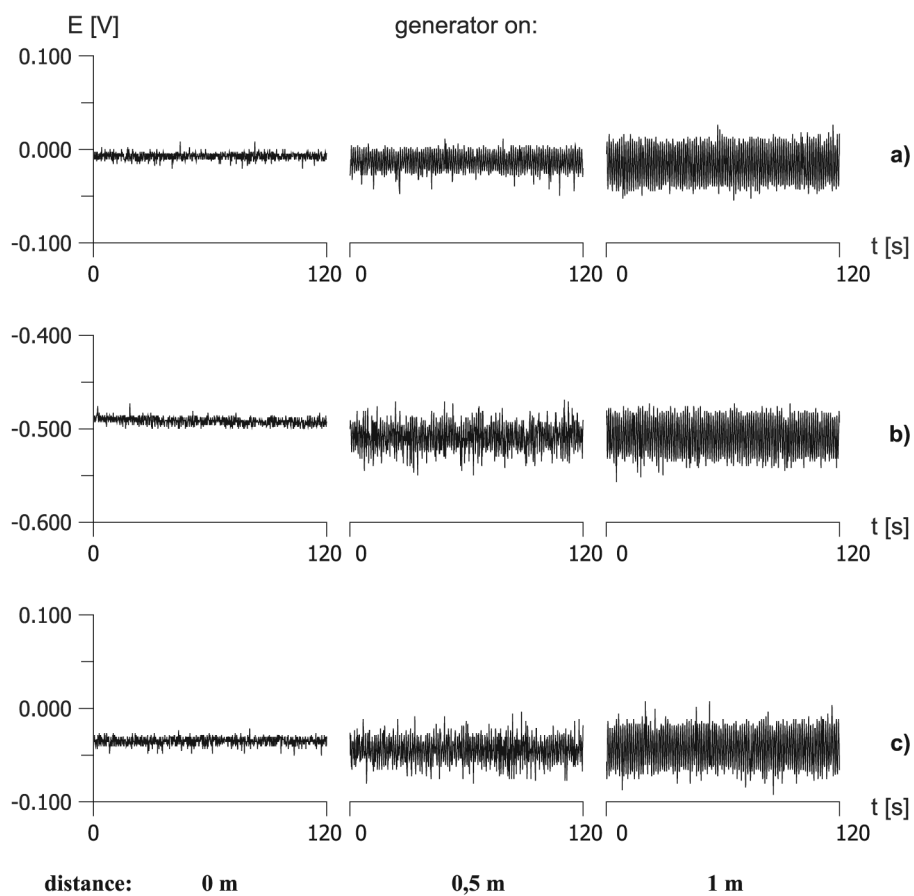 E [V] generator on:
0.100
0.000 a)
-0.100 t [s]
0 120 0 120 0 120
-0.400
-0.500 b)
-0.600 t [s]
0 120 0 120 0 120
0.100
0.000 c)
-0.100 t [s]
0 120 0 120 0 120
distance: 0 m 0,5 m 1 m